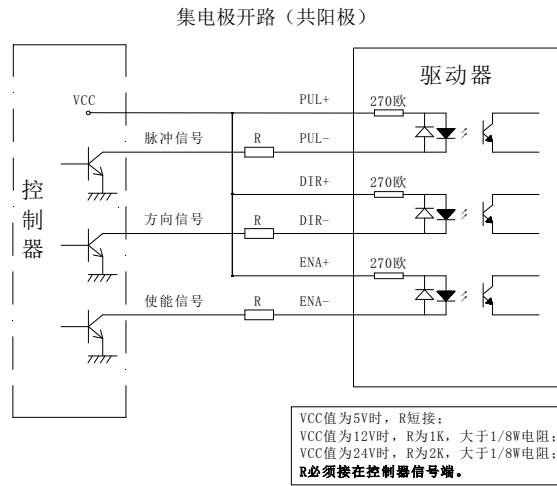 集电极开路（共阳极）
驱动器
VCC
PUL+
270欧
脉冲信号
R
PUL-
控制器
DIR+
270欧
方向信号
R
DIR-
ENA+
270欧
使能信号
R
ENA-
VCC值为5V时，R短接；
VCC值为12V时，R为1K，大于1/8W电阻；
VCC值为24V时，R为2K，大于1/8W电阻；
R必须接在控制器信号端。